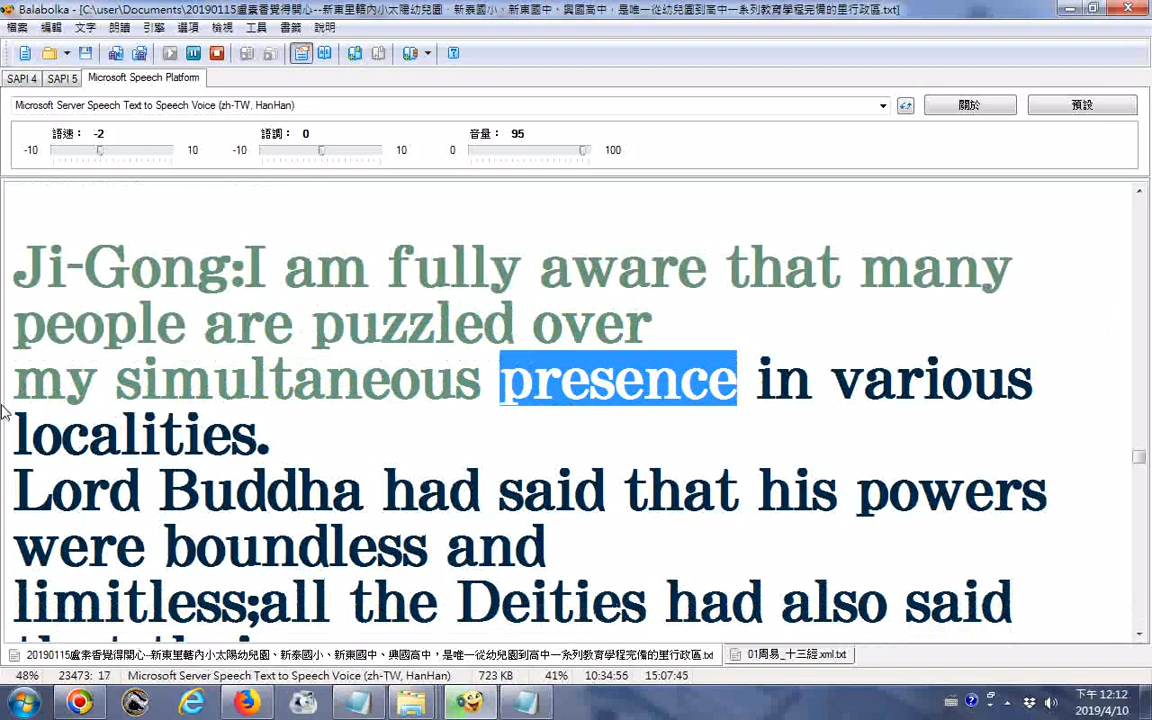 Balabolka - [C:\user\Documents\20190115盧素香覺得開心--新東里轄內小太陽幼兒園、新泰國小、新東國中、興國高中，是唯一從幼兒園到高中一系列教育學程完備的里行政區.txt]
檔案 編輯 文字 朗讀 引擎 選項 檢視 工具 書籤 說明
SAPI 4 SAPI 5 Microsoft Speech Platform
Microsoft Server Speech Text to Speech Voice (zh-TW, HanHan) 關於 預設
語速： -2 語調： 0 音量： 95
-10 10 -10 10 0 100
Ji-Gong:I am fully aware that many
people are puzzled over
my simultaneous presence in various
localities.
Lord Buddha had said that his powers
were boundless and
limitless;all the Deities had also said
20190115盧素香覺得開心--新東里轄內小太陽幼兒園、新泰國小、新東國中、興國高中，是唯一從幼兒園到高中一系列教育學程完備的里行政區.txt 01周易_十三經.xml.txt
48% 23473: 17 Microsoft Server Speech Text to Speech Voice (zh-TW, HanHan) 723 KB 41% 10:34:56 15:07:45
下午 12:12
2019/4/10